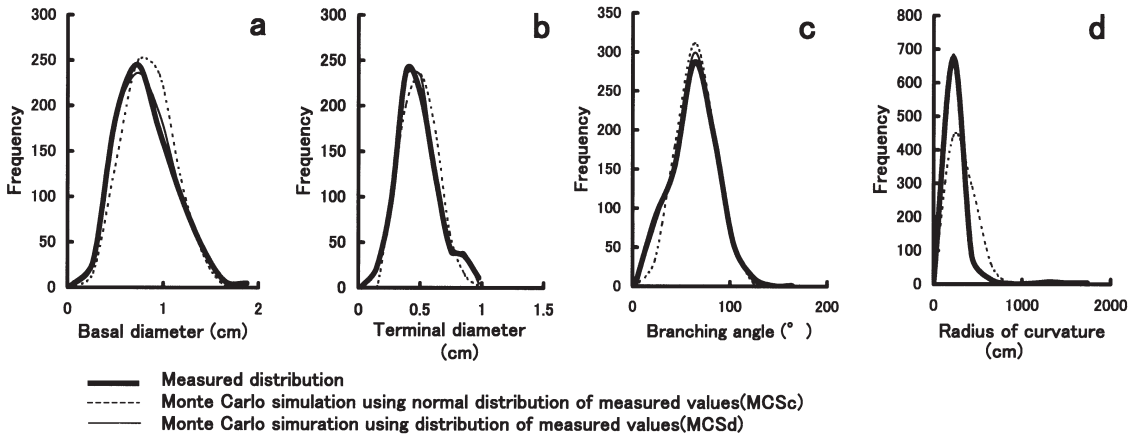 a
300
250
200
150
100
50
0
Frequency
0 1 2
Basal diameter (cm)
b
300
250
200
150
100
50
0
Frequency
0 0.5 1 1.5
Terminal diameter
(cm)
c
350
300
250
200
150
100
50
0
Frequency
0 100 200
Branching angle (° )
d
800
700
600
500
400
300
200
100
0
Frequency
0 1000 2000
Radius of curvature
(cm)
Measured distribution
Monte Carlo simulation using normal distribution of measured values(MCSc)
Monte Carlo simuration using distribution of measured values(MCSd)